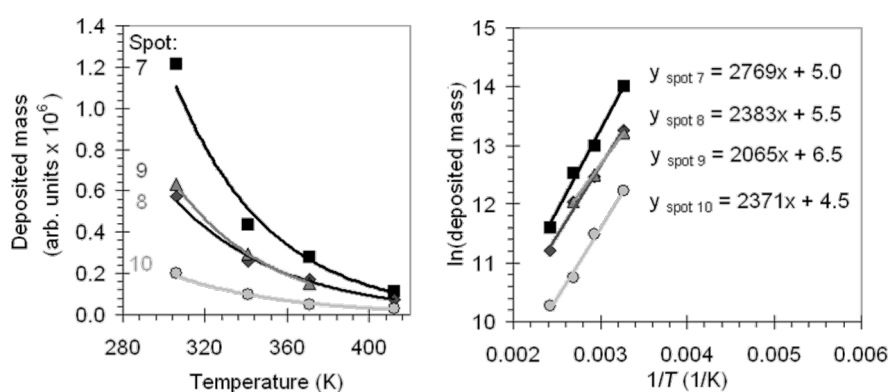 1.4
1.2
1.0
0.8
0.6
0.4
0.2
0.0
280
320
360
400
Deposited mass
(arb. units x 10⁶)
Temperature (K)
Spot:
7
9
8
10
15
14
13
12
11
10
0.002
0.003
0.004
0.005
0.006
ln(deposited mass)
1/T (1/K)
y spot 7 = 2769x + 5.0
y spot 8 = 2383x + 5.5
y spot 9 = 2065x + 6.5
y spot 10 = 2371x + 4.5